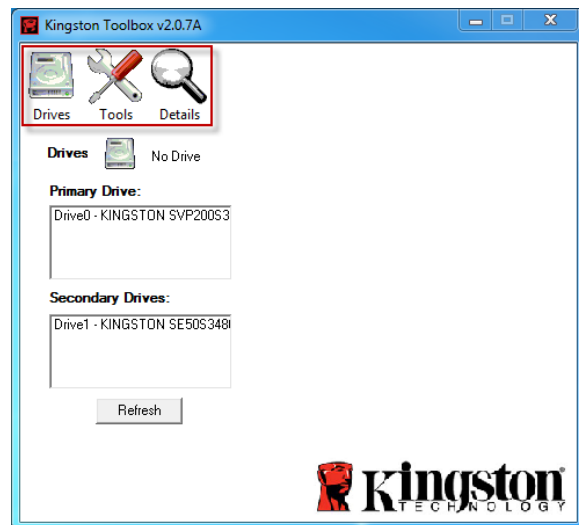 Kingston Toolbox v2.0.7A
Drives Tools Details
Drives No Drive
Primary Drive:
Drive0 - KINGSTON SVP200S3
Secondary Drives:
Drive1 - KINGSTON SE50S348
Refresh
Kingston
TECHNOLOGY